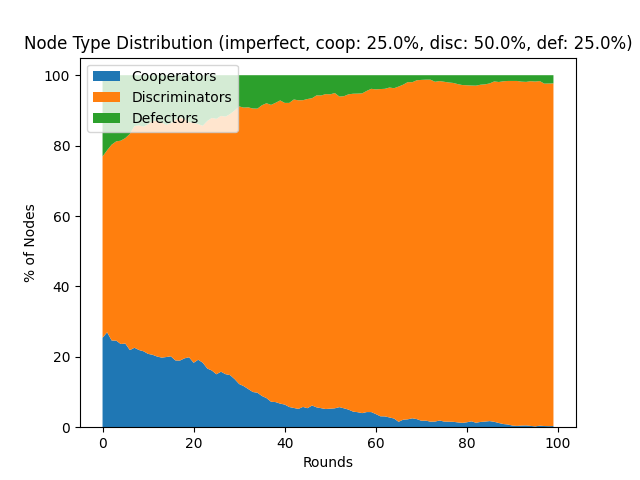 Node Type Distribution (imperfect, coop: 25.0%, disc: 50.0%, def: 25.0%)
Cooperators
Discriminators
Defectors
% of Nodes
100
80
60
40
20
0
0 20 40 60 80 100
Rounds